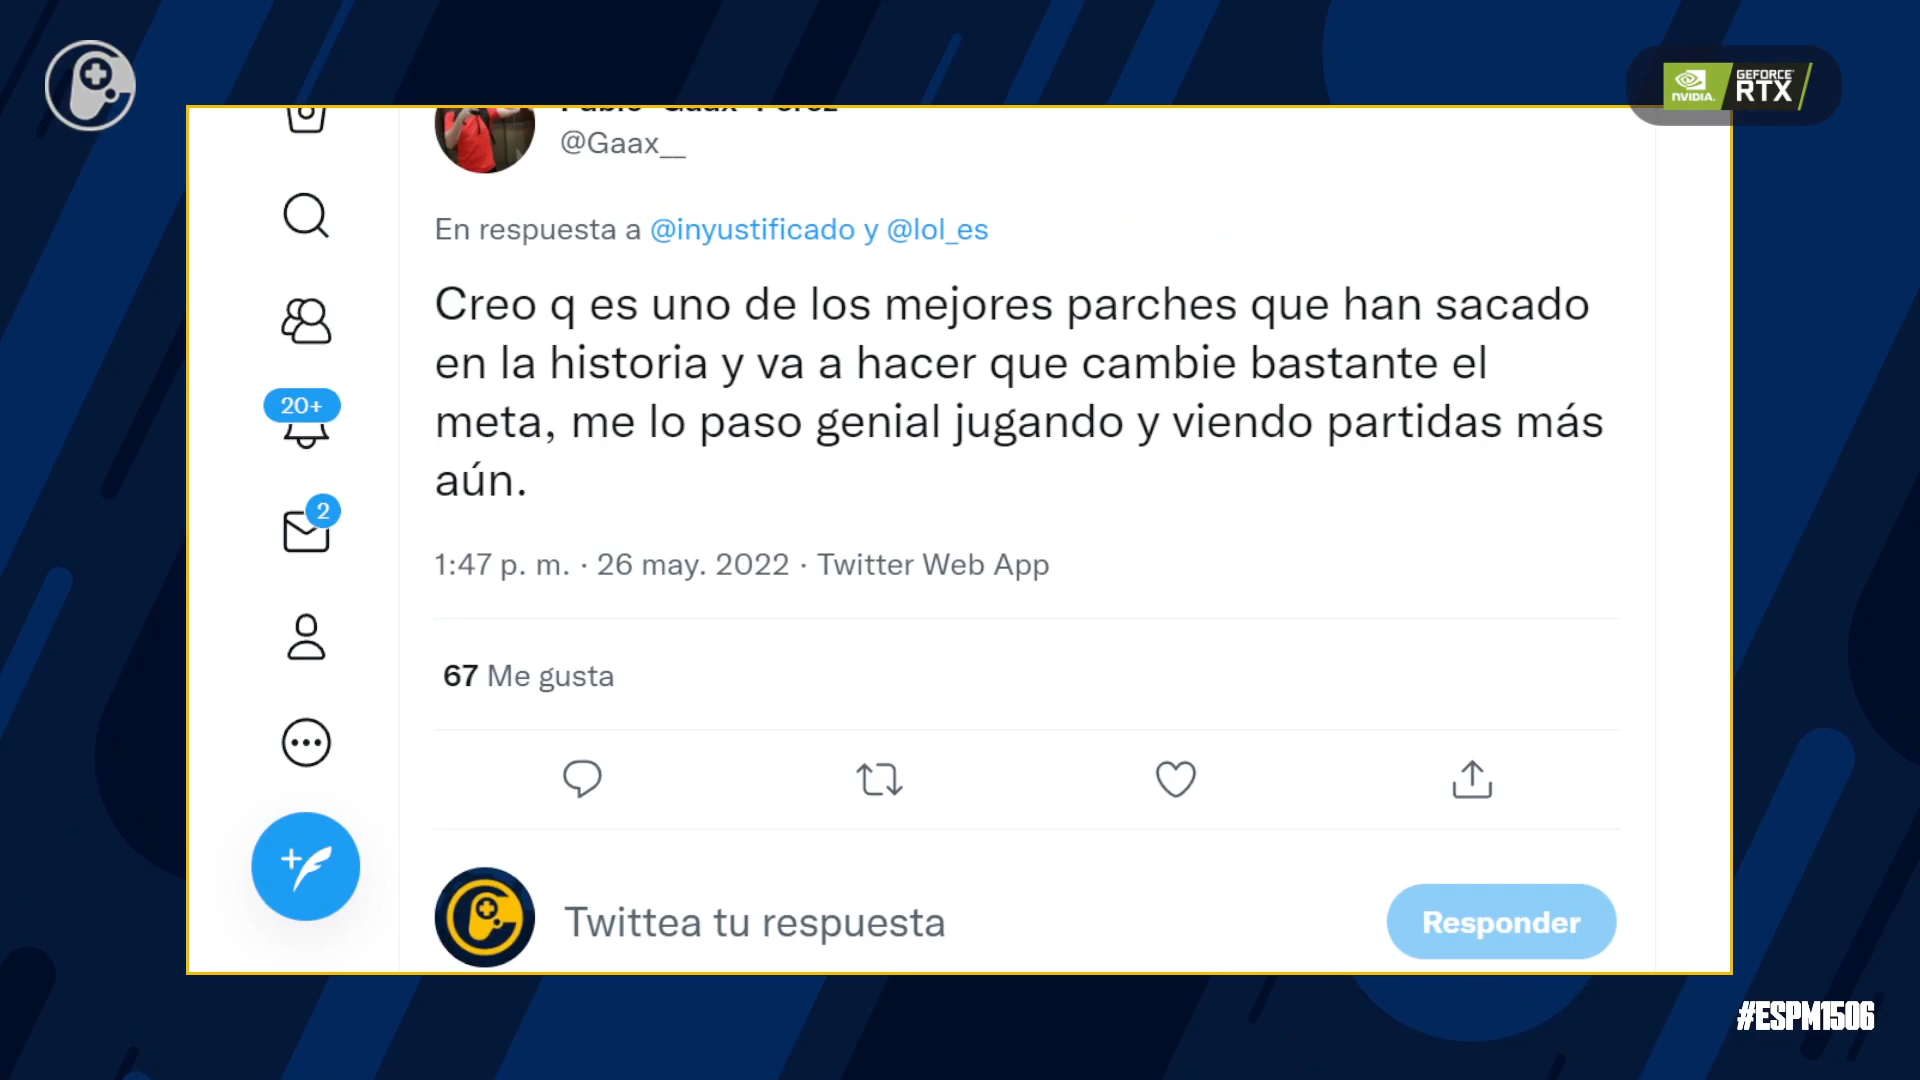 NVIDIA.
GEFORCE
RTX
@Gaax__
En respuesta a @inyustificado y @lol_es
Creo q es uno de los mejores parches que han sacado
en la historia y va a hacer que cambie bastante el
meta, me lo paso genial jugando y viendo partidas más
aún.
20+
2
1:47 p. m. · 26 may. 2022 · Twitter Web App
67 Me gusta
Twittea tu respuesta
Responder
#ESPM1506